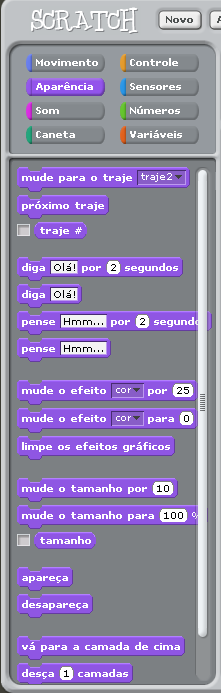 SCRATCH Novo A
Movimento Controle
Aparência Sensores
Som Números
Caneta Variáveis
mude para o traje traje2
próximo traje
traje #
diga Olá! por 2 segundos
diga Olá!
pense Hmm... por 2 segund
pense Hmm...
mude o efeito cor por 25
mude o efeito cor para 0
limpe os efeitos gráficos
mude o tamanho por 10
mude o tamanho para 100 %
tamanho
apareça
desapareça
vá para a camada de cima
desça 1 camadas